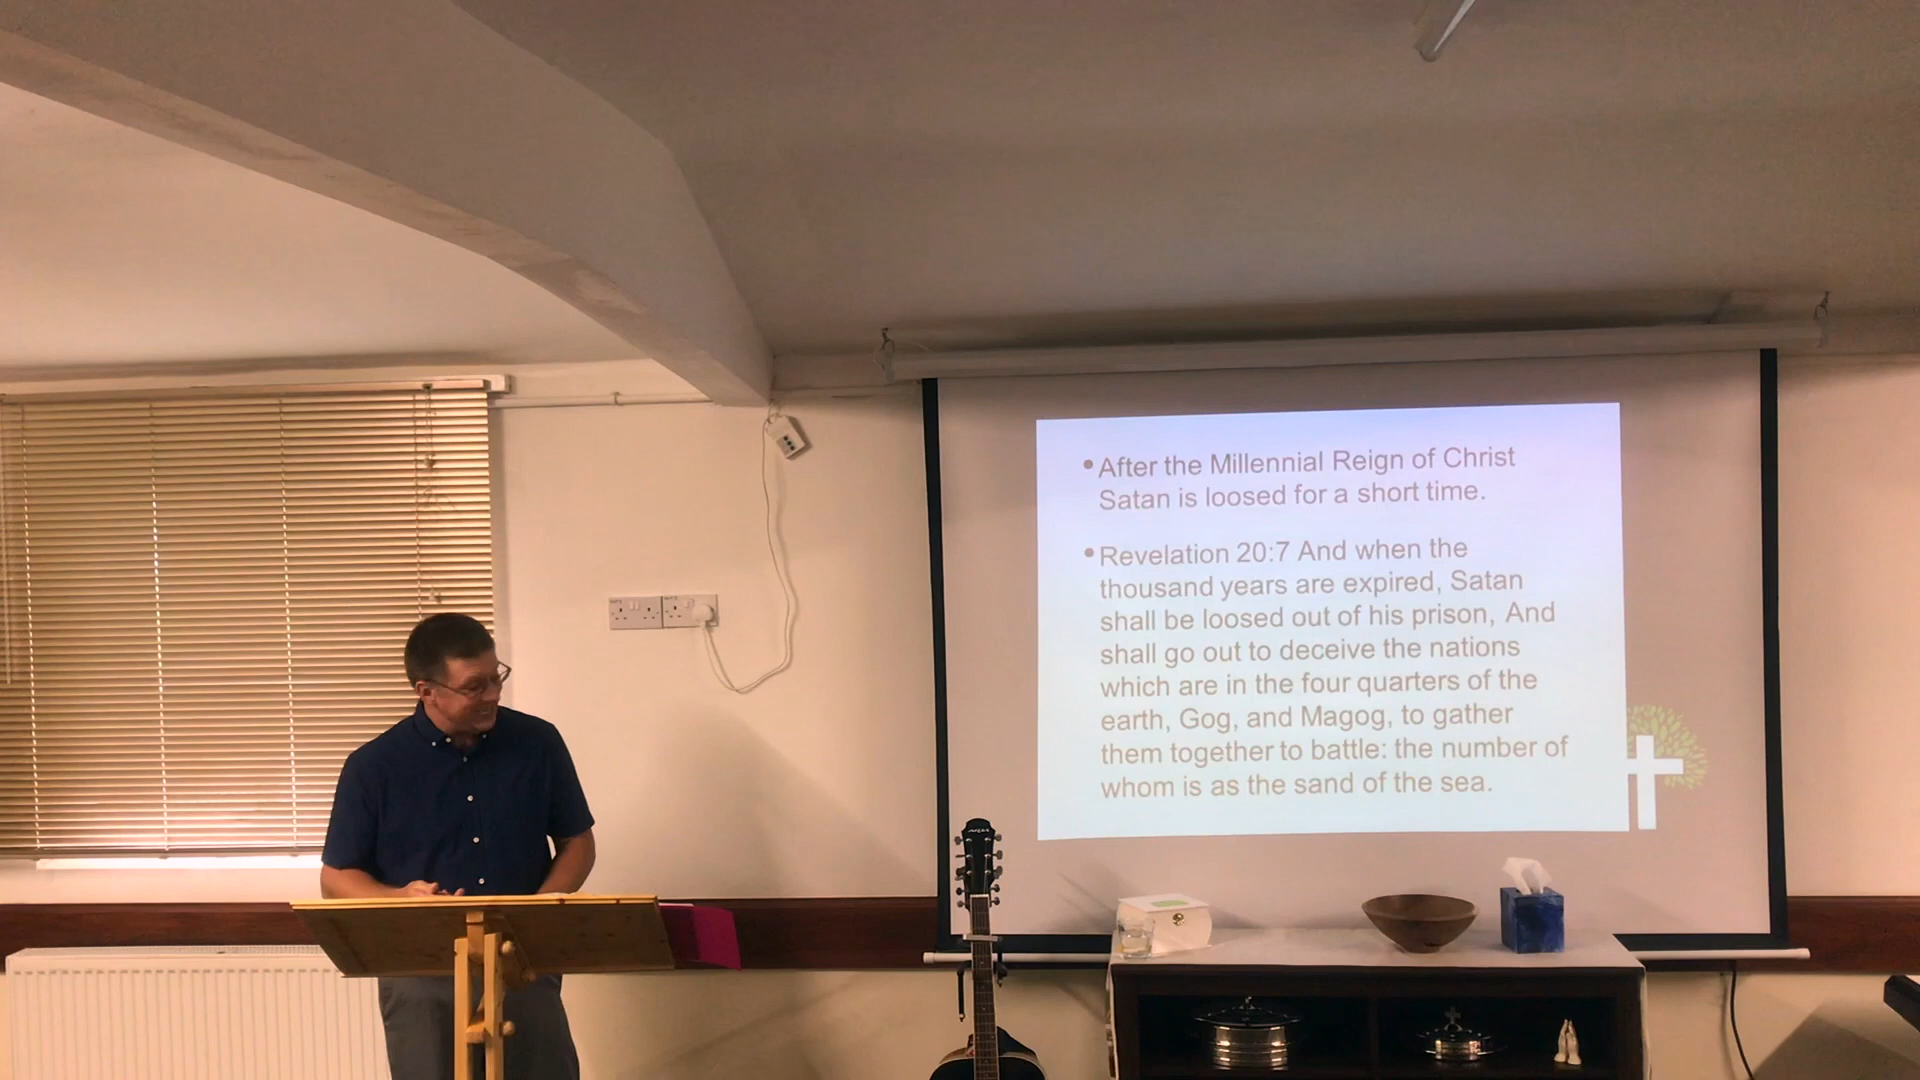 • After the Millennial Reign of Christ
Satan is loosed for a short time.
• Revelation 20:7 And when the
thousand years are expired, Satan
shall be loosed out of his prison, And
shall go out to deceive the nations
which are in the four quarters of the
earth, Gog, and Magog, to gather
them together to battle: the number of
whom is as the sand of the sea.